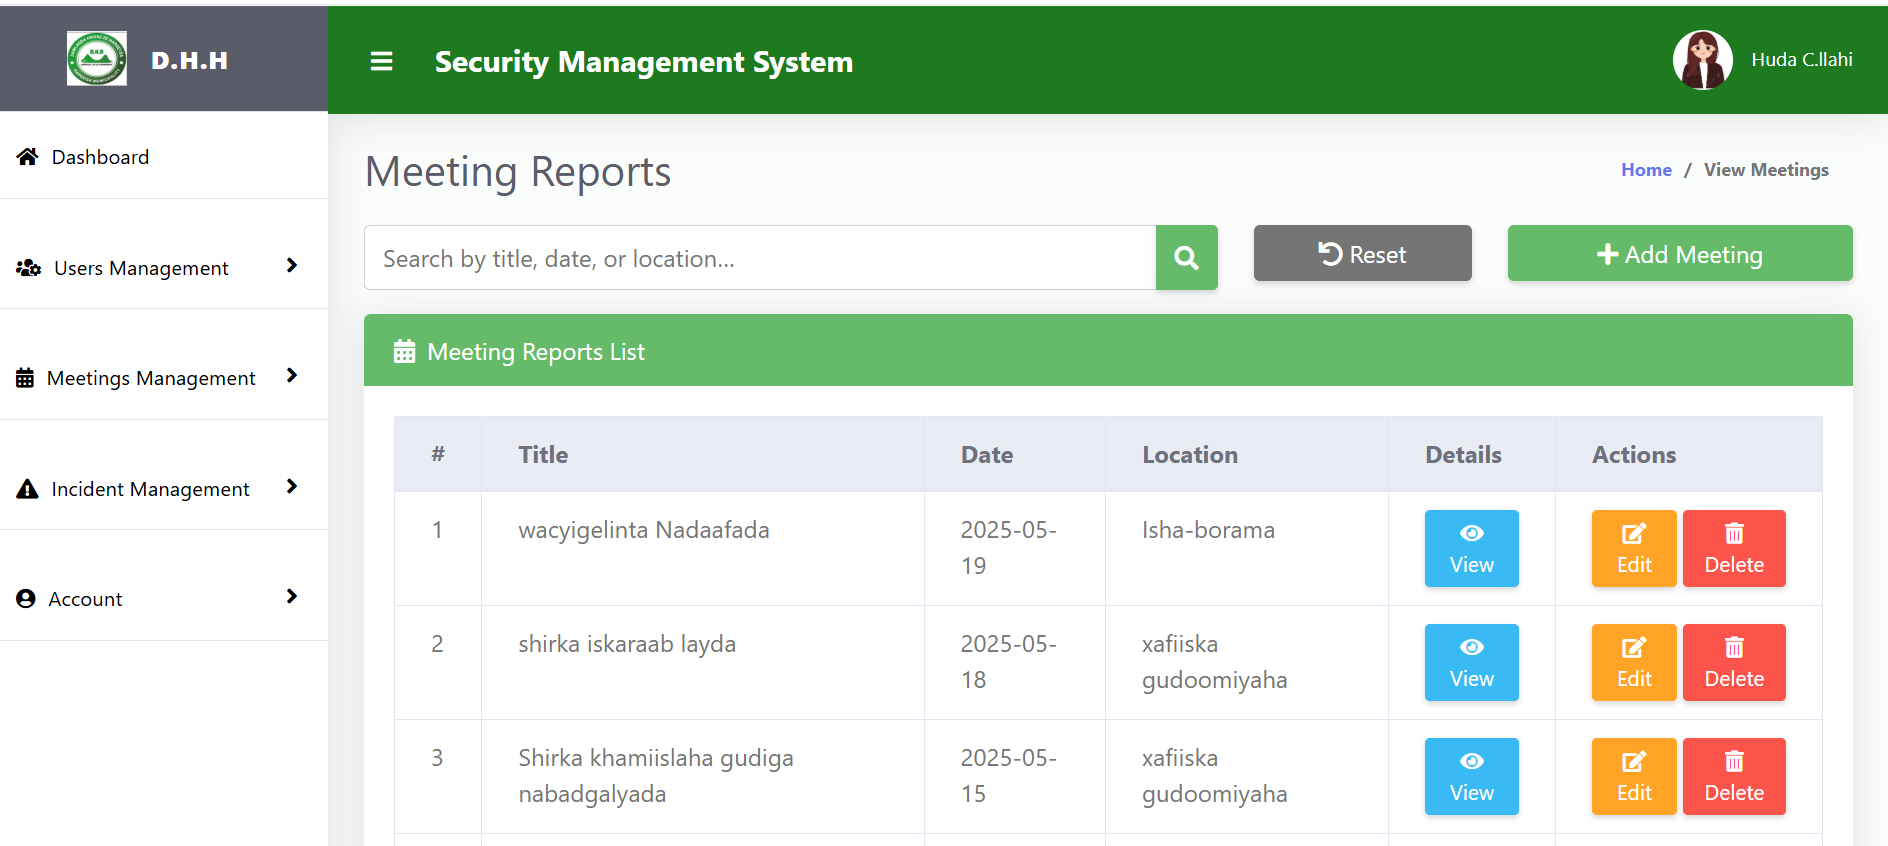 D.H.H
Security Management System
Huda C.llahi
Dashboard
Users Management
Meetings Management
Incident Management
Account
Meeting Reports
Home / View Meetings
Search by title, date, or location...
Reset
Add Meeting
Meeting Reports List
# Title Date Location Details Actions
1 wacyigelinta Nadaafada 2025-05- Isha-borama
19
View Edit Delete
2 shirka iskaraab layda 2025-05- xafiiska
18 gudoomiyaha
View Edit Delete
3 Shirka khamiislaha gudiga 2025-05- xafiiska
nabadgalyada 15 gudoomiyaha
View Edit Delete